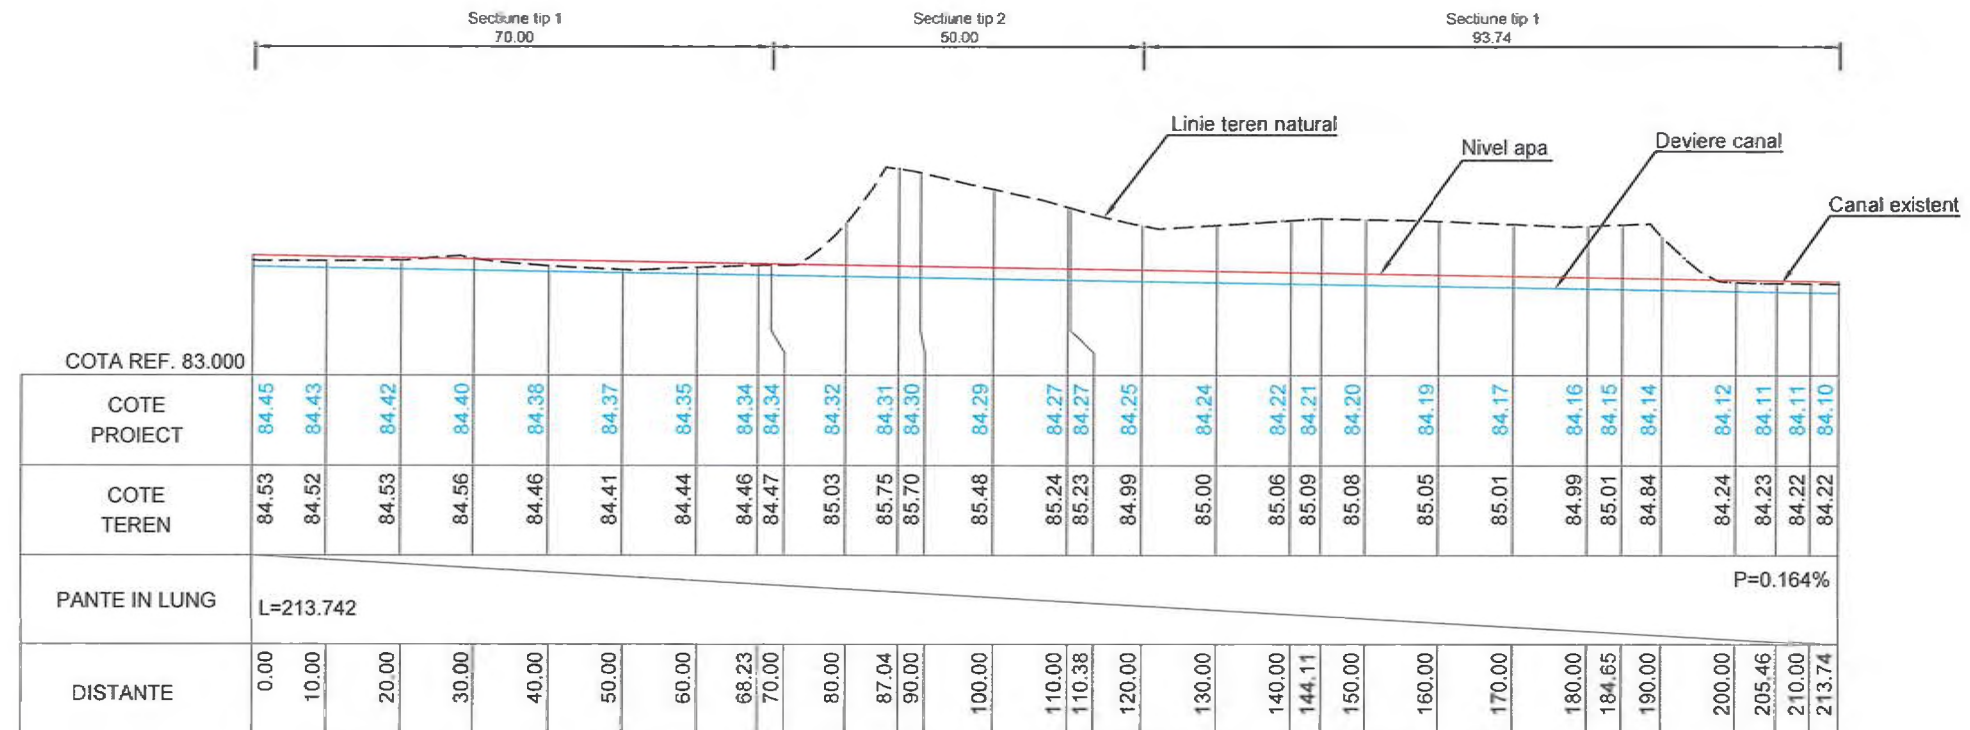 Sectiune tip 1
70.00
Sectiune tip 2
50.00
Sectiune tip 1
93.74
Linie teren natural
Nivel apa
Deviere canal
Canal existent
COTA REF. 83.000
COTE
PROIECT
84.45 84.43 84.42 84.40 84.38 84.37 84.35 84.34 84.34 84.32 84.31 84.30 84.29 84.27 84.27 84.25 84.24 84.22 84.21 84.20 84.19 84.17 84.16 84.15 84.14 84.12 84.11 84.11 84.10
COTE
TEREN
84.53 84.52 84.53 84.56 84.46 84.41 84.44 84.46 84.47 85.03 85.75 85.70 85.48 85.24 85.23 84.99 85.00 85.06 85.09 85.08 85.05 85.01 84.99 85.01 84.84 84.24 84.23 84.22 84.22
PANTE IN LUNG
L=213.742
P=0.164%
DISTANTE
0.00 10.00 20.00 30.00 40.00 50.00 60.00 68.23 70.00 80.00 87.04 90.00 100.00 110.00 110.38 120.00 130.00 140.00 144.11 150.00 160.00 170.00 180.00 184.65 190.00 200.00 205.46 210.00 213.74